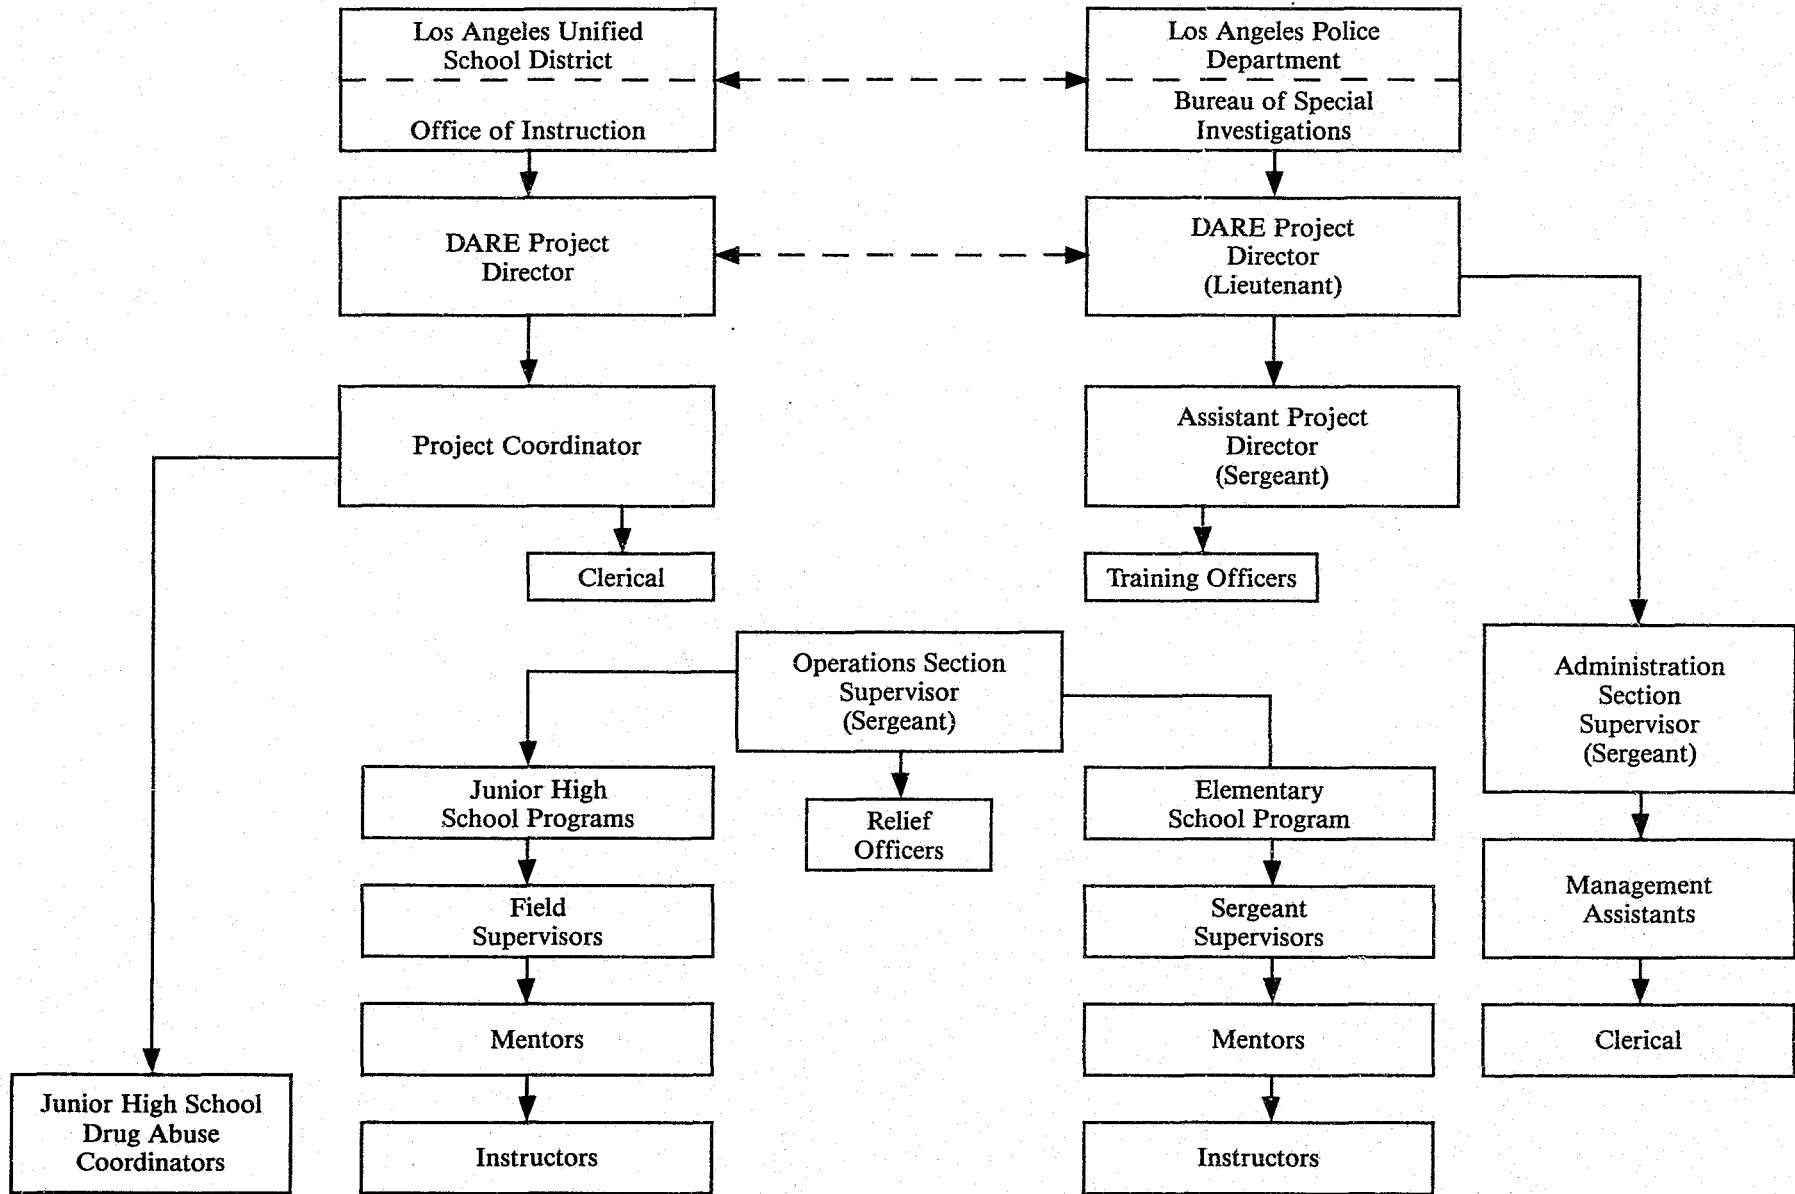 Los Angeles Unified
School District
Office of Instruction
Los Angeles Police
Department
Bureau of Special
Investigations
DARE Project
Director
DARE Project
Director
(Lieutenant)
Project Coordinator
Assistant Project
Director
(Sergeant)
Clerical
Training Officers
Operations Section
Supervisor
(Sergeant)
Administration
Section
Supervisor
(Sergeant)
Junior High
School Programs
Relief
Officers
Elementary
School Program
Field
Supervisors
Sergeant
Supervisors
Management
Assistants
Mentors
Mentors
Clerical
Junior High School
Drug Abuse
Coordinators
Instructors
Instructors